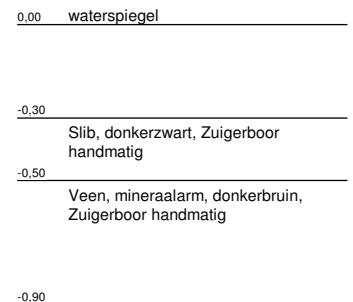 0,00 waterspiegel
-0,30
Slib, donkerzwart, Zuigerboor
handmatig
-0,50
Veen, mineraalarm, donkerbruin,
Zuigerboor handmatig
-0,90